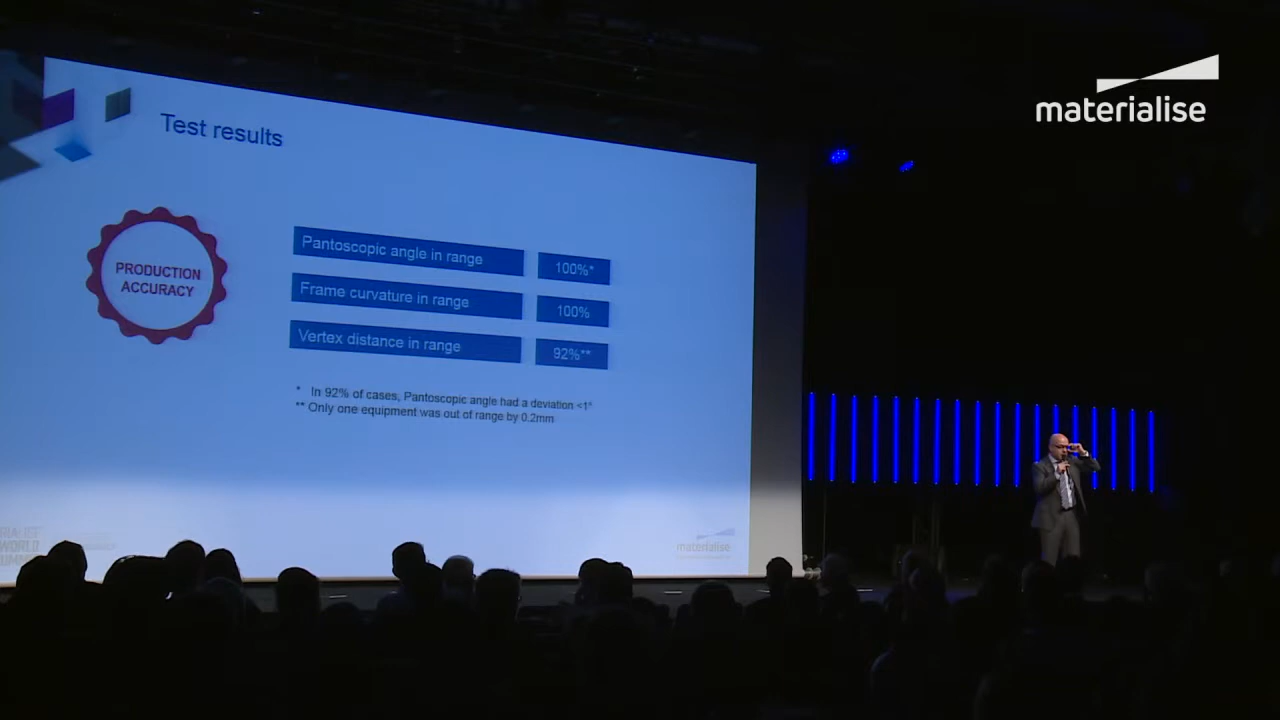 materialise
Test results
PRODUCTION
ACCURACY
Pantoscopic angle in range
100%*
Frame curvature in range
100%
Vertex distance in range
92%**
* In 92% of cases, Pantoscopic angle had a deviation <1°
** Only one equipment was out of range by 0.2mm
WORLD
materialise